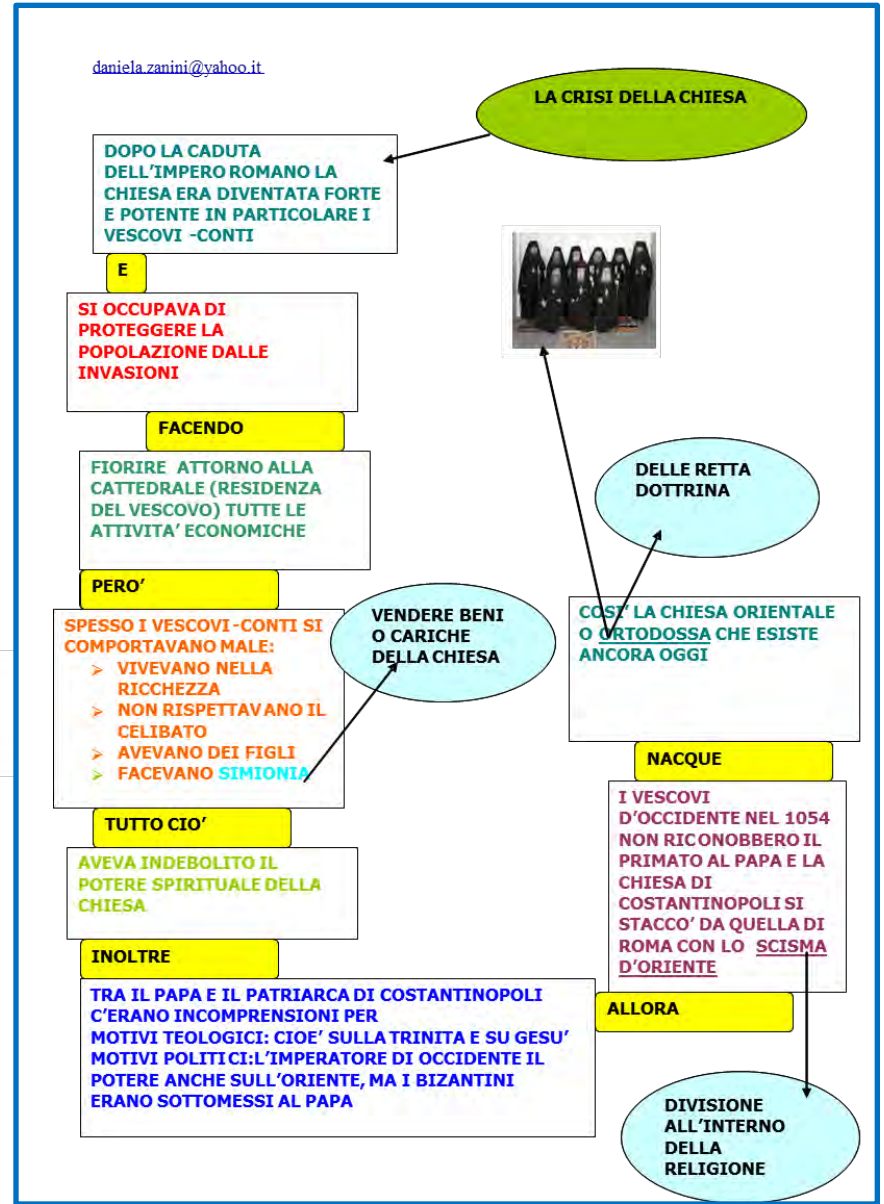 daniela.zanini@yahoo.it
LA CRISI DELLA CHIESA
DOPO LA CADUTA
DELL'IMPERO ROMANO LA
CHIESA ERA DIVENTATA FORTE
E POTENTE IN PARTICOLARE I
VESCOVI -CONTI
E
SI OCCUPAVA DI
PROTEGGERE LA
POPOLAZIONE DALLE
INVASIONI
FACENDO
FIORIRE ATTORNO ALLA
CATTEDRALE (RESIDENZA
DEL VESCOVO) TUTTE LE
ATTIVITA' ECONOMICHE
PERO'
SPESSO I VESCOVI-CONTI SI
COMPORTAVANO MALE:
➢ VIVEVANO NELLA
RICCHEZZA
➢ NON RISPETTAVANO IL
CELIBATO
➢ AVEVANO DEI FIGLI
➢ FACEVANO SIMIONIA
VENDERE BENI
O CARICHE
DELLA CHIESA
TUTTO CIO'
AVEVA INDEBOLITO IL
POTERE SPIRITUALE DELLA
CHIESA
INOLTRE
TRA IL PAPA E IL PATRIARCA DI COSTANTINOPOLI
C'ERANO INCOMPRENSIONI PER
MOTIVI TEOLOGICI: CIOE' SULLA TRINITA E SU GESU'
MOTIVI POLITICI:L'IMPERATORE DI OCCIDENTE IL
POTERE ANCHE SULL'ORIENTE, MA I BIZANTINI
ERANO SOTTOMESSI AL PAPA
ALLORA
I VESCOVI
D'OCCIDENTE NEL 1054
NON RICONOBBERO IL
PRIMATO AL PAPA E LA
CHIESA DI
COSTANTINOPOLI SI
STACCO' DA QUELLA DI
ROMA CON LO SCISMA
D'ORIENTE
DIVISIONE
ALL'INTERNO
DELLA
RELIGIONE
NACQUE
COSI' LA CHIESA ORIENTALE
O ORTODOSSA CHE ESISTE
ANCORA OGGI
DELLE RETTA
DOTTRINA